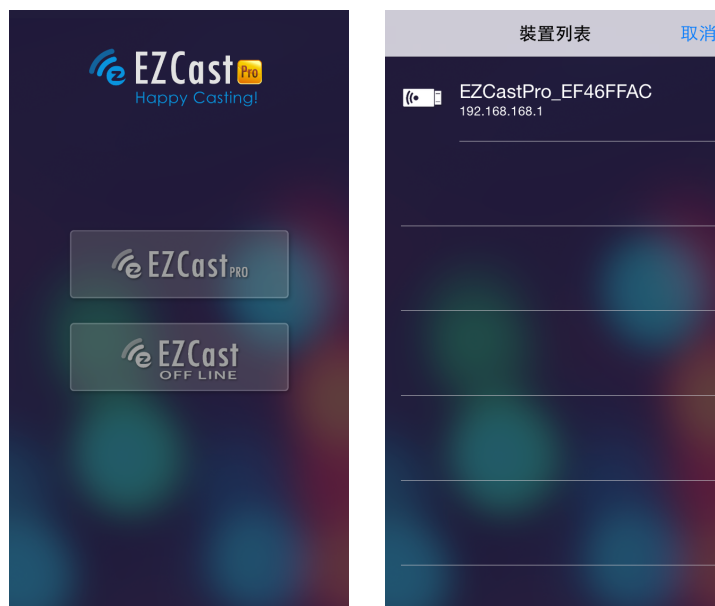 EZCast Pro
Happy Casting!
EZCast PRO
EZCast
OFF LINE
裝置列表 取消
EZCastPro_EF46FFAC
192.168.168.1